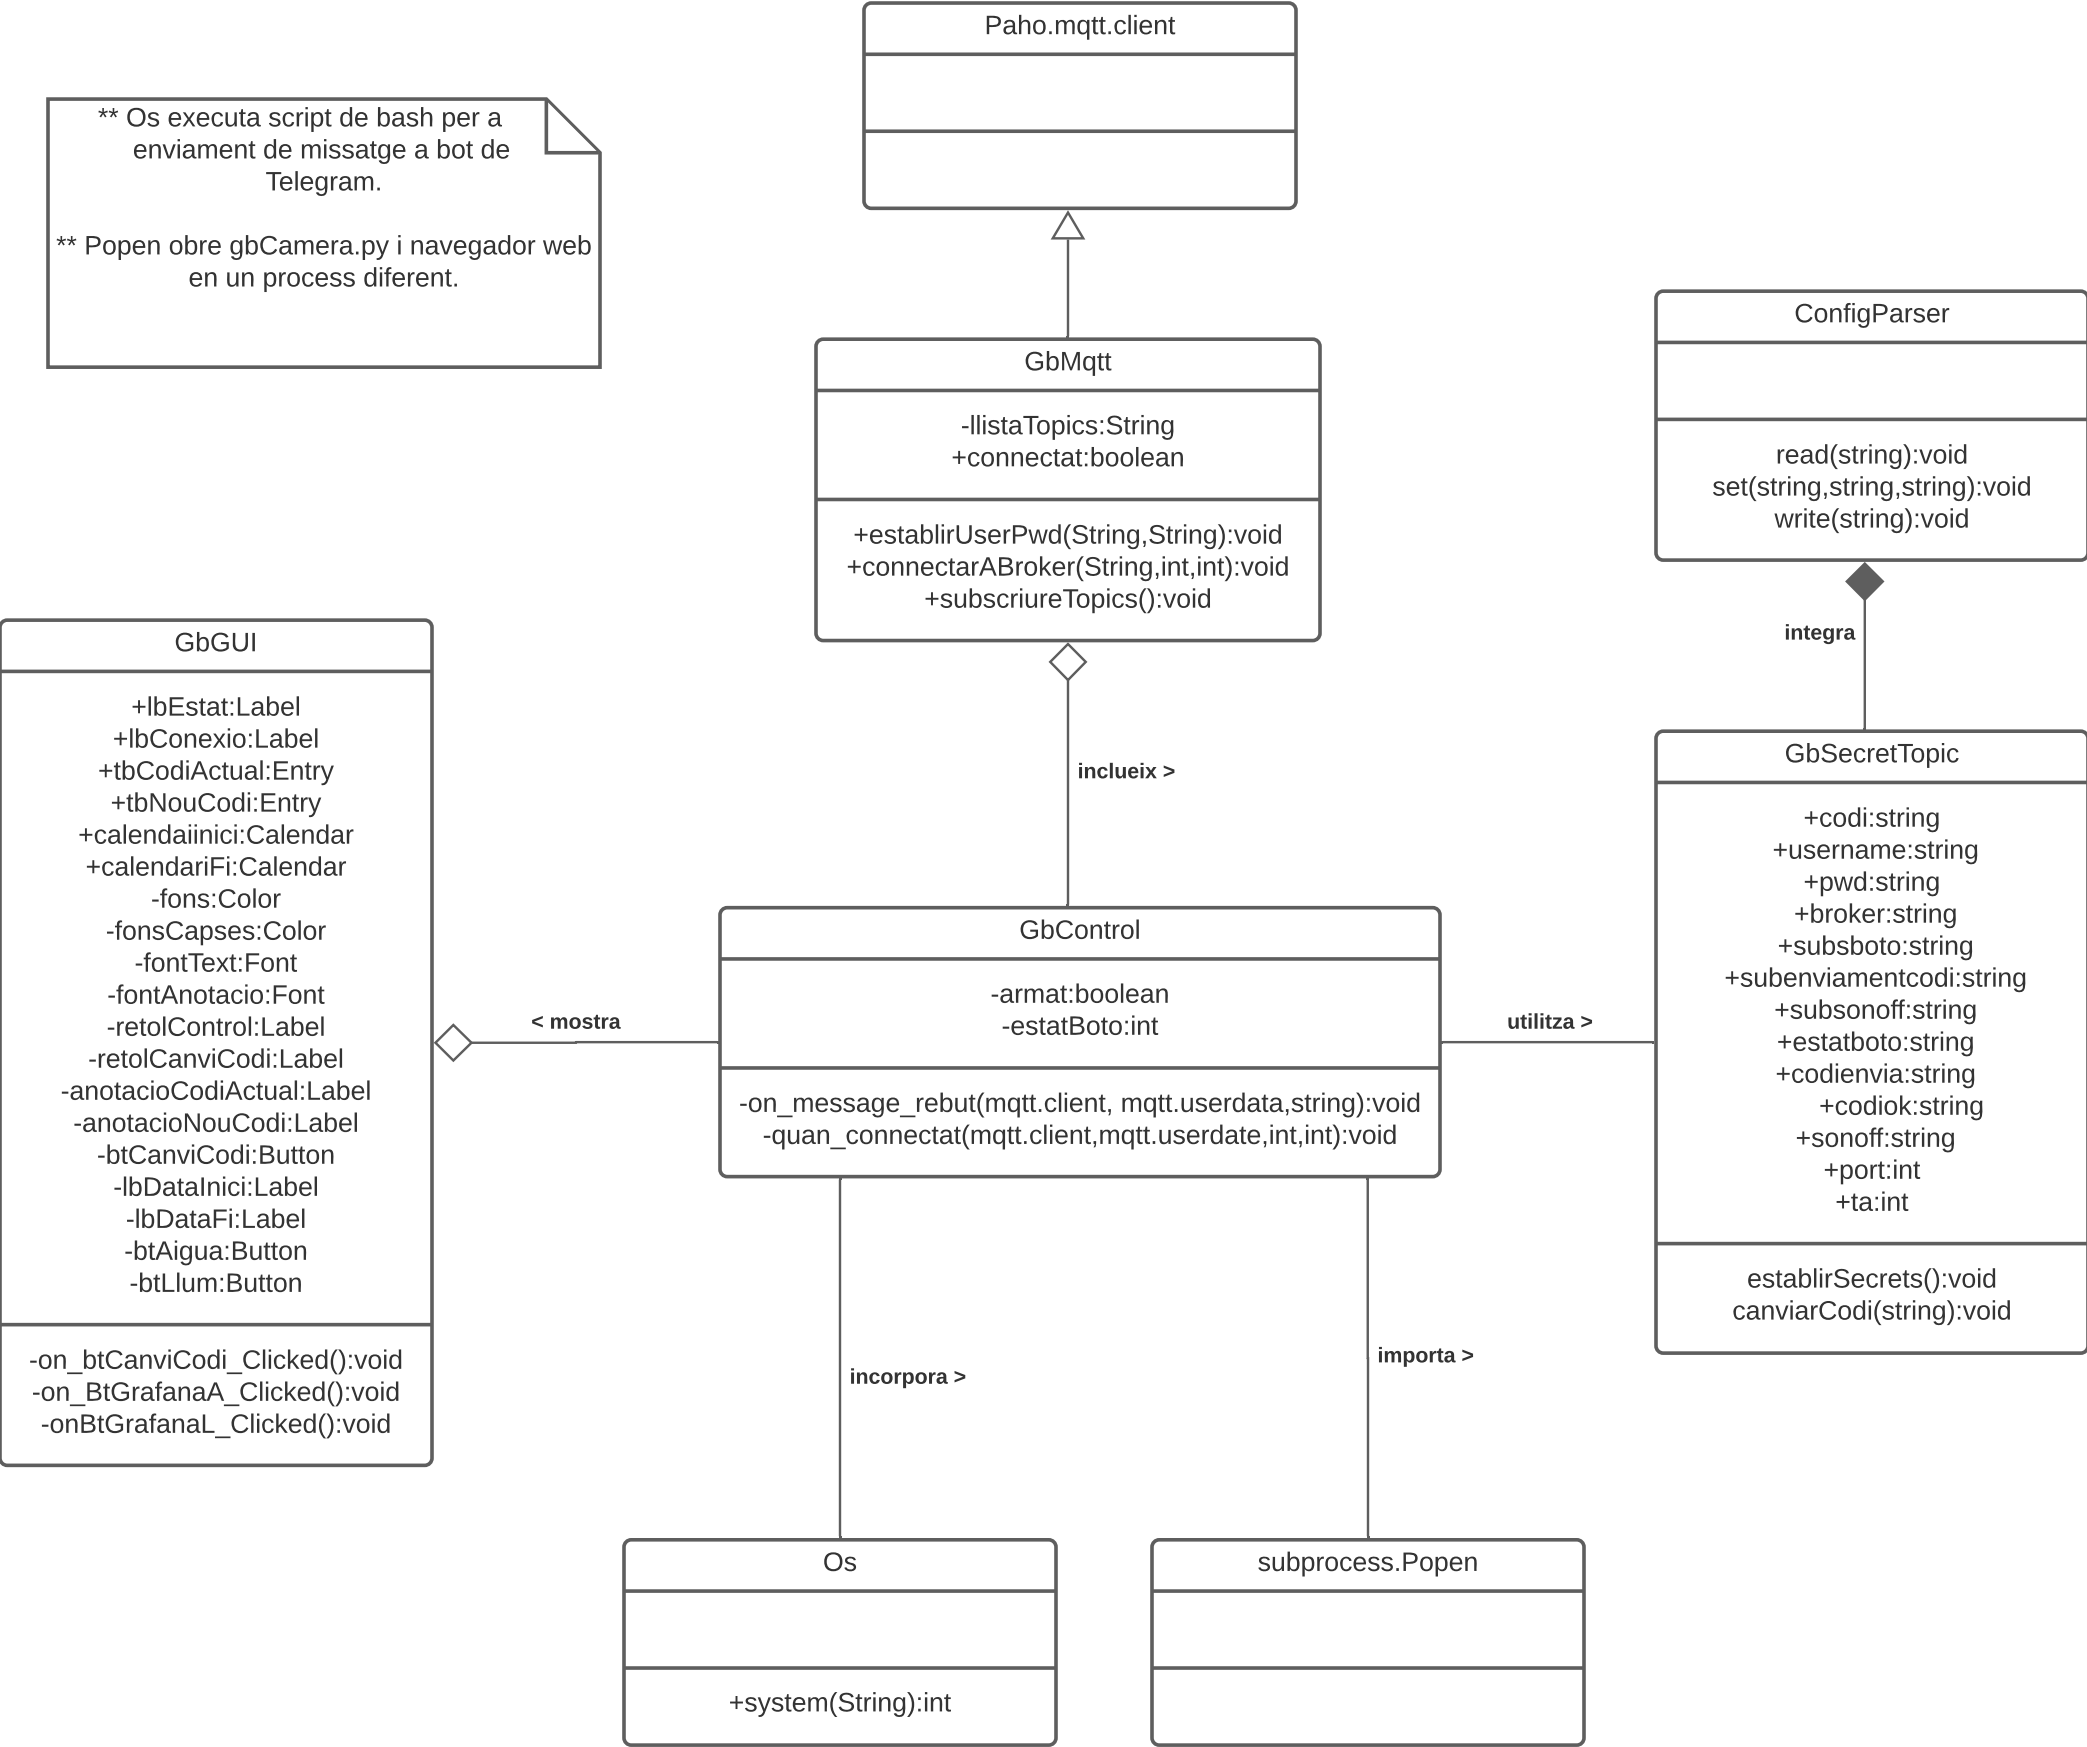 Paho.mqtt.client
** Os executa script de bash per a
enviament de missatge a bot de
Telegram.
** Popen obre gbCamera.py i navegador web
en un process diferent.
GbMqtt
-llistaTopics:String
+connectat:boolean
+establirUserPwd(String,String):void
+connectarABroker(String,int,int):void
+subscriureTopics():void
ConfigParser
read(string):void
set(string,string,string):void
write(string):void
integra
GbGUI
+lbEstat:Label
+lbConexio:Label
+tbCodiActual:Entry
+tbNouCodi:Entry
+calendaiinici:Calendar
+calendariFi:Calendar
-fons:Color
-fonsCapses:Color
-fontText:Font
-fontAnotacio:Font
-retolControl:Label
-retolCanviCodi:Label
-anotacioCodiActual:Label
-anotacioNouCodi:Label
-btCanviCodi:Button
-lbDataInici:Label
-lbDataFi:Label
-btAigua:Button
-btLlum:Button
-on_btCanviCodi_Clicked():void
-on_BtGrafanaA_Clicked():void
-onBtGrafanaL_Clicked():void
< mostra
inclueix >
GbControl
-armat:boolean
-estatBoto:int
-on_message_rebut(mqtt.client, mqtt.userdata,string):void
-quan_connectat(mqtt.client,mqtt.userdate,int,int):void
utilitza >
GbSecretTopic
+codi:string
+username:string
+pwd:string
+broker:string
+subsboto:string
+subenviamentcodi:string
+subsonoff:string
+estatboto:string
+codienvia:string
+codiok:string
+sonoff:string
+port:int
+ta:int
establirSecrets():void
canviarCodi(string):void
incorpora >
importa >
Os
+system(String):int
subprocess.Popen